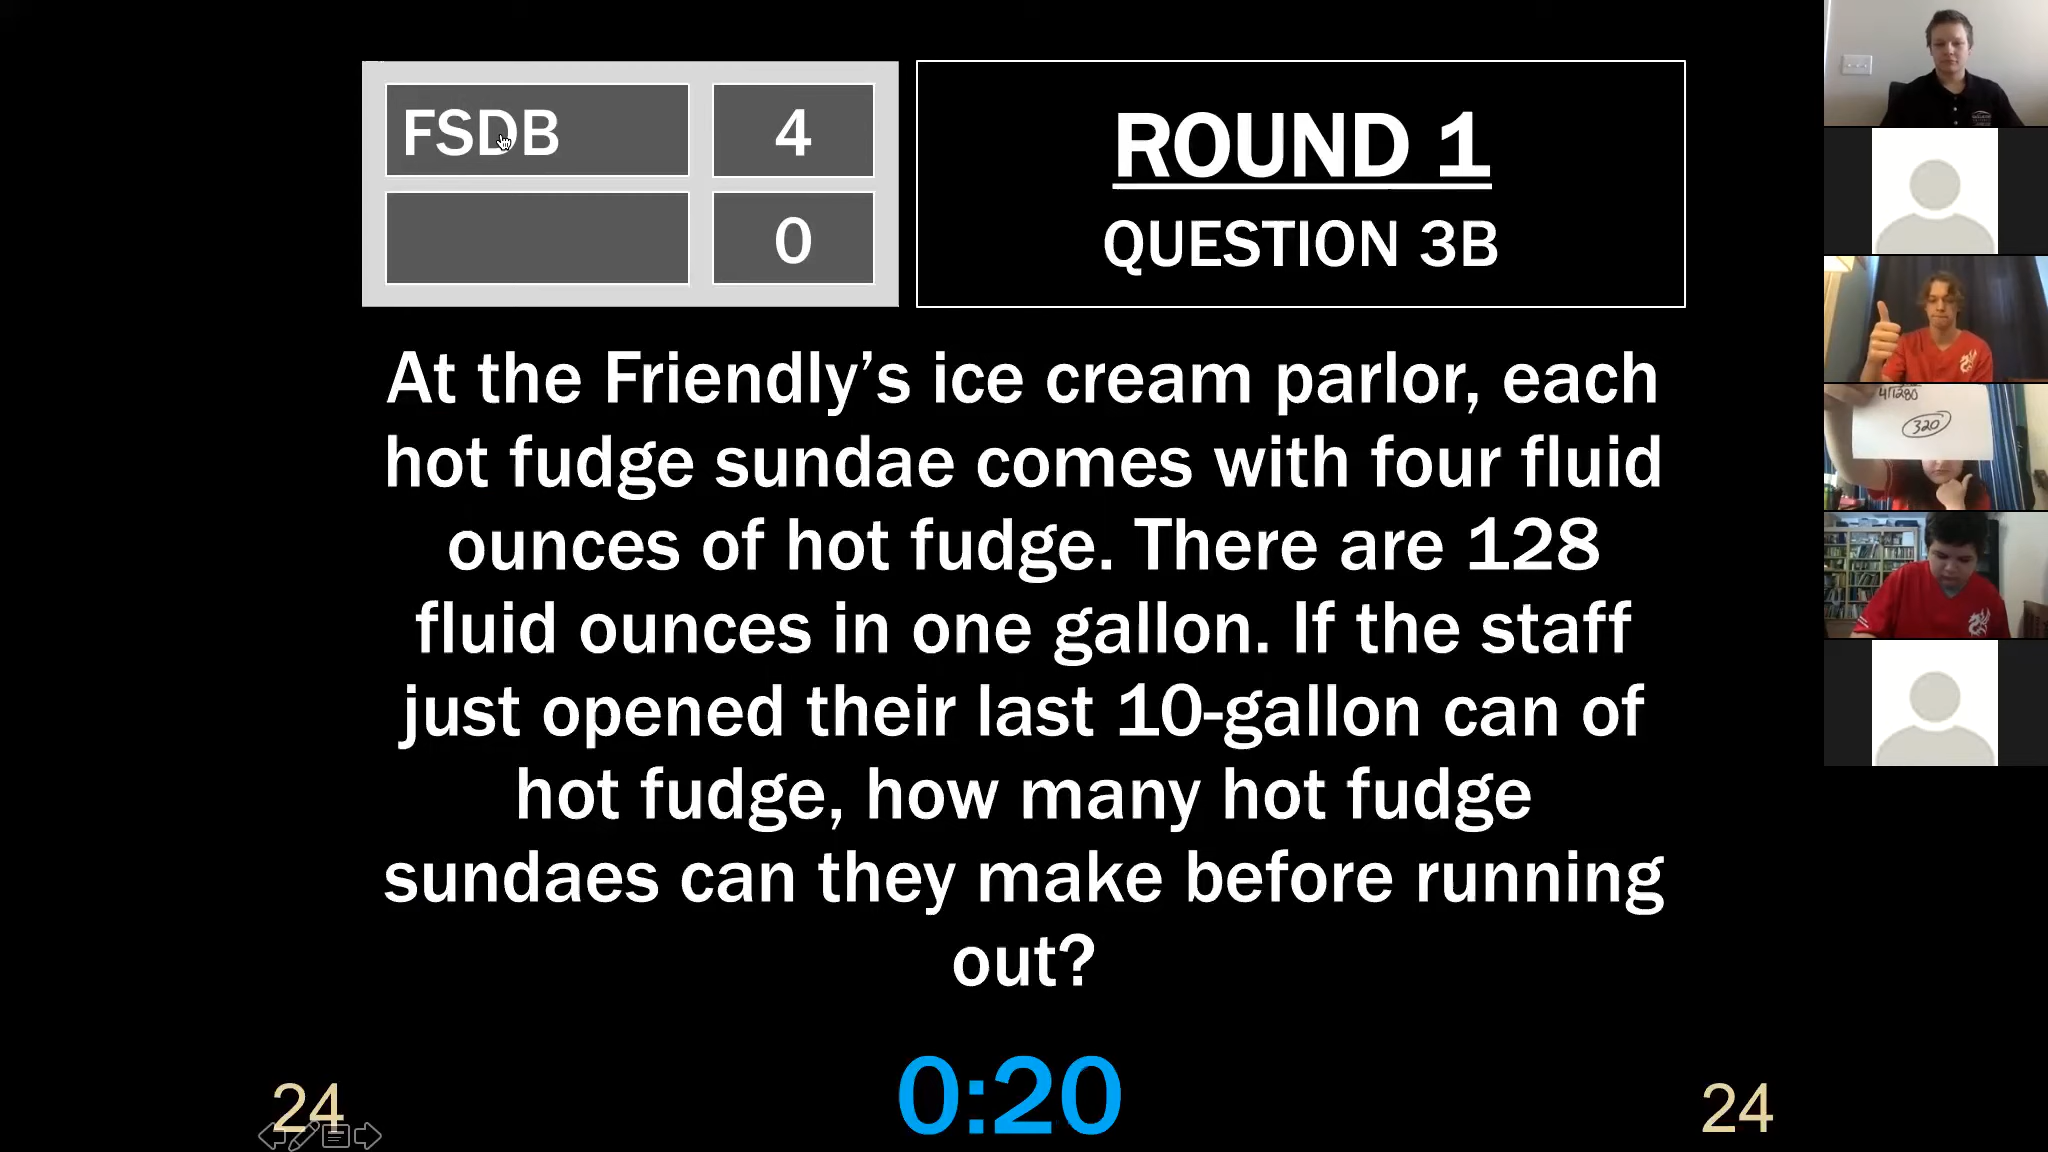 FSDB
4
0
ROUND 1
QUESTION 3B
At the Friendly’s ice cream parlor, each
hot fudge sundae comes with four fluid
ounces of hot fudge. There are 128
fluid ounces in one gallon. If the staff
just opened their last 10-gallon can of
hot fudge, how many hot fudge
sundaes can they make before running
out?
24
0:20
24
4)1280
320